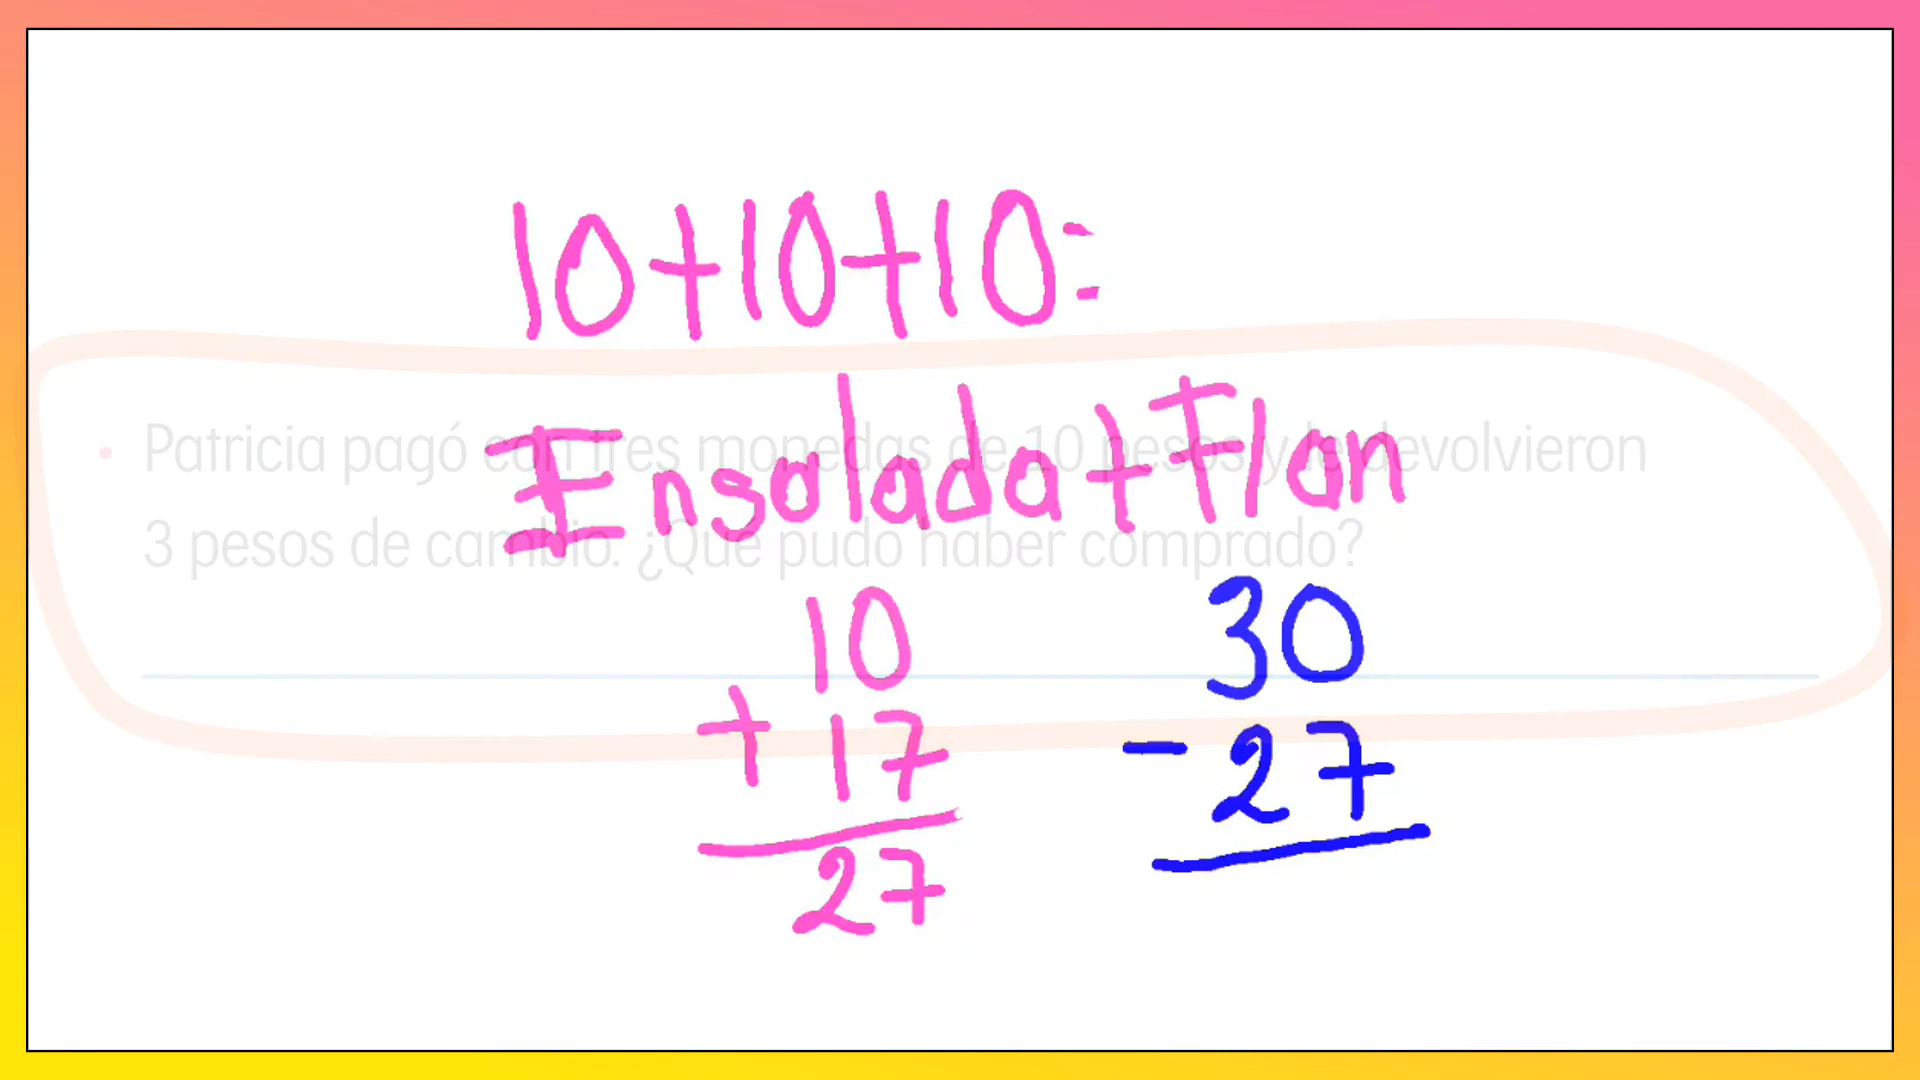 10+10+10=
• Patricia pagó con tres monedas de 10 pesos y le devolvieron
Ensalada+Flan
3 pesos de cambio. ¿Qué pudo haber comprado?
10 30
+ 17 - 27
27